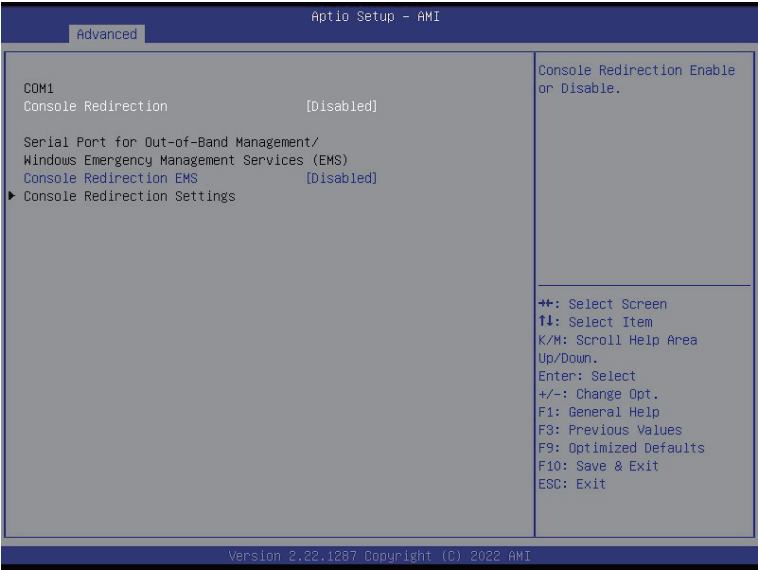 Aptio Setup – AMI
Advanced
COM1
Console Redirection [Disabled]
Serial Port for Out-of-Band Management/
Windows Emergency Management Services (EMS)
Console Redirection EMS [Disabled]
Console Redirection Settings
Console Redirection Enable
or Disable.
→←: Select Screen
↑↓: Select Item
K/M: Scroll Help Area
Up/Down.
Enter: Select
+/-: Change Opt.
F1: General Help
F3: Previous Values
F9: Optimized Defaults
F10: Save & Exit
ESC: Exit
Version 2.22.1287 Copyright (C) 2022 AMI